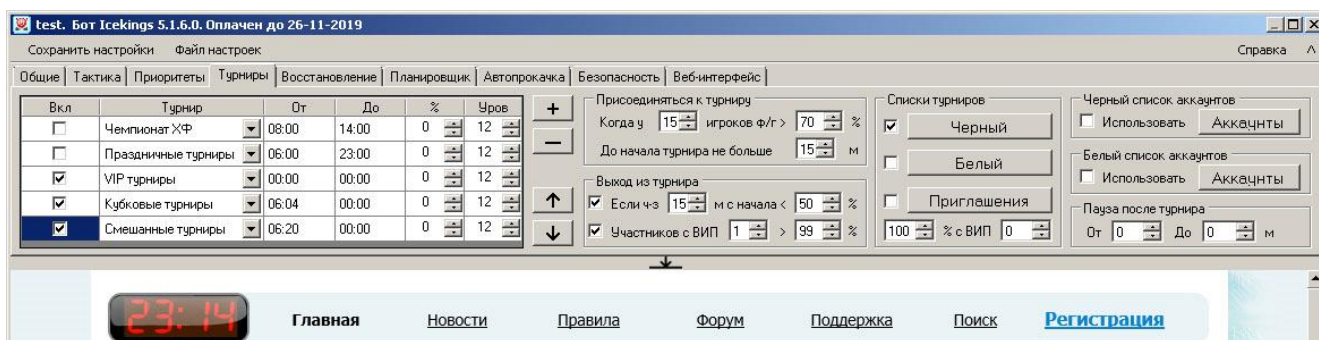 test. Бот Icekings 5.1.6.0. Оплачен до 26-11-2019
Сохранить настройки Файл настроек Справка ^
Общие Тактика Приоритеты Турниры Восстановление Планировщик Автопрокачка Безопасность Веб-интерфейс
Вкл Турнир От До % Уров
Чемпионат ХФ 08:00 14:00 0 12
Праздничные турниры 06:00 23:00 0 12
VIP турниры 00:00 00:00 0 12
Кубковые турниры 06:04 00:00 0 12
Смешанные турниры 06:20 00:00 0 12
+
—
↑
↓
Присоединяться к турниру
Когда у 15 игроков ф/г > 70 %
До начала турнира не больше 15 м
Выход из турнира
Если ч-з 15 м с начала < 50 %
Участников с ВИП 1 > 99 %
Списки турниров
Черный
Белый
Приглашения
100 % с ВИП 0
Черный список аккаунтов
Использовать Аккаунты
Белый список аккаунтов
Использовать Аккаунты
Пауза после турнира
От 0 До 0 м
23:14 Главная Новости Правила Форум Поддержка Поиск Регистрация